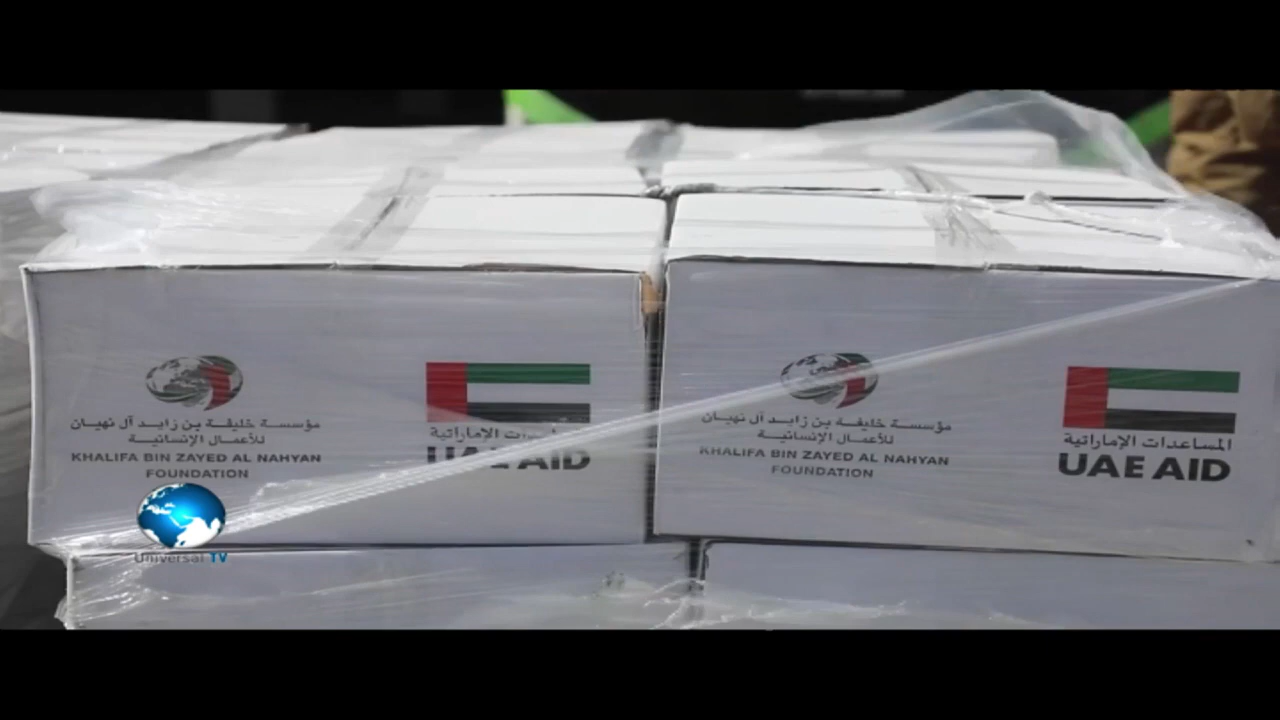 مؤسسة خليفة بن زايد آل نهيان
للأعمال الإنسانية
KHALIFA BIN ZAYED AL NAHYAN
FOUNDATION
الإماراتية
UAE AID
مؤسسة خليفة بن زايد آل نهيان
للأعمال الإنسانية
KHALIFA BIN ZAYED AL NAHYAN
FOUNDATION
المساعدات الإماراتية
UAE AID
Universal TV